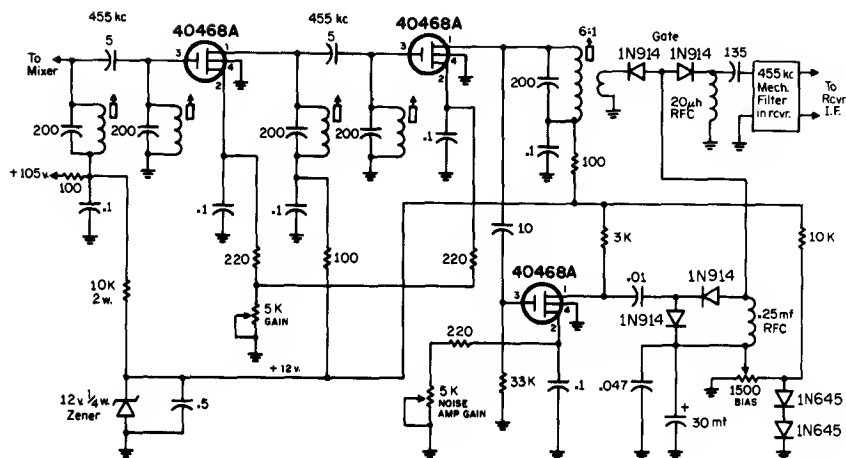 455 kc
5
40468A
3
1
4
2
To
Mixer
200
200
+105 v.
100
.1
.1
10K
2 w.
220
5 K
GAIN
12 v. 1/4 w.
Zener
.5
+ 12 v.
455 kc
5
200
200
.1
100
40468A
3
1
4
2
.1
220
6:1
200
.1
100
Gate
1N914
1N914
135
20µh
RFC
455 kc
Mech.
Filter
in rcvr.
To
Rcvr.
I.F.
10
40468A
3
1
4
2
3 K
.01
1N914
1N914
.25 mf
RFC
10 K
220
5 K
NOISE
AMP GAIN
33K
.1
.047
+
30 mf
1500
BIAS
1N645
1N645